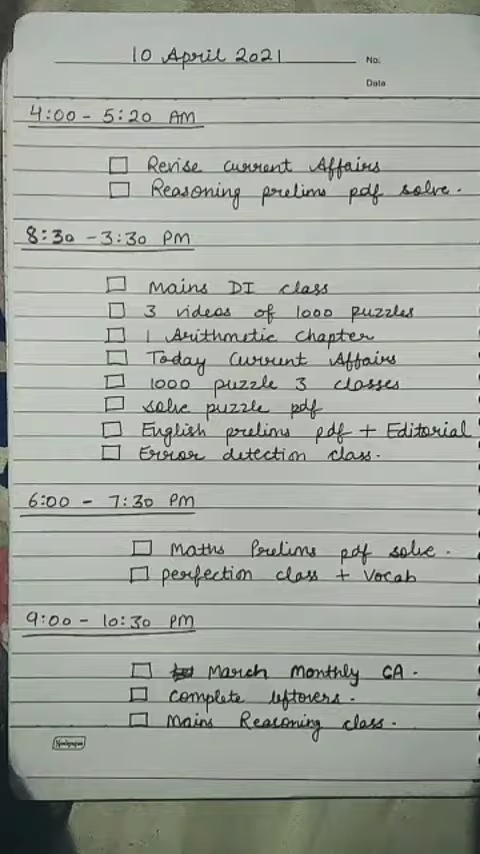 10 April 2021
No:
Date
4:00 - 5:20 AM
Revise current Affairs
Reasoning prelims pdf solve.
8:30 - 3:30 PM
Mains DI class
3 videos of 1000 puzzles
1 Arithmetic Chapter
Today Current Affairs
1000 puzzle 3 classes
solve puzzle pdf
English prelims pdf + Editorial
Error detection class.
6:00 - 7:30 PM
Maths Prelims pdf solve.
perfection class + Vocab
9:00 - 10:30 PM
March Monthly CA.
Complete leftovers.
Mains Reasoning class.